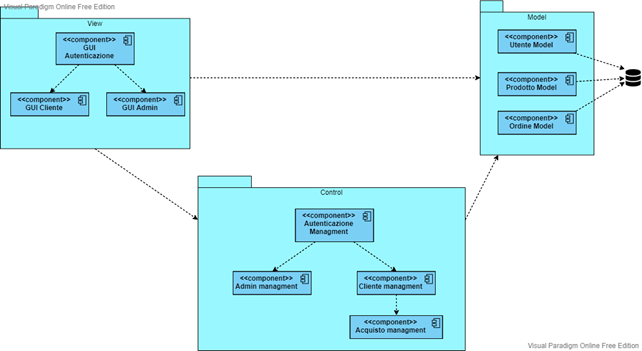 Visual Paradigm Online Free Edition
View
<<component>>
GUI
Autenticazione
<<component>>
GUI Cliente
<<component>>
GUI Admin
Model
<<component>>
Utente Model
<<component>>
Prodotto Model
<<component>>
Ordine Model
Control
<<component>>
Autenticazione
Managment
<<component>>
Admin managment
<<component>>
Cliente managment
<<component>>
Acquisto managment
Visual Paradigm Online Free Edition